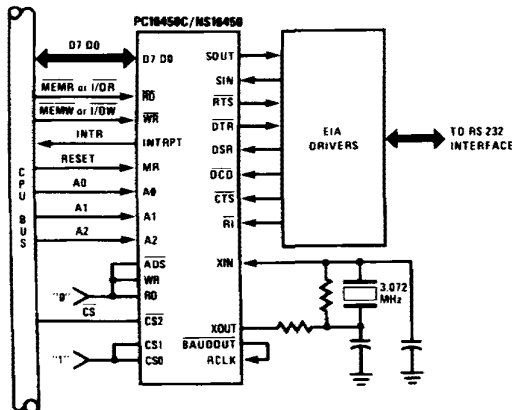 PC16450C/NS16450
D7 D0
D7 D0
MEMR or I/OR
RD
MEMW or I/OW
WR
INTR
INTRPT
RESET
MR
A0
A0
A1
A1
A2
A2
ADS
WR
"0"
RD
CS
CS2
CS1
"1"
CS0
SOUT
SIN
RTS
DTR
DSR
DCD
CTS
RI
XIN
XOUT
BAUDOUT
RCLK
EIA
DRIVERS
TO RS 232
INTERFACE
3.072
MHz
CPU BUS